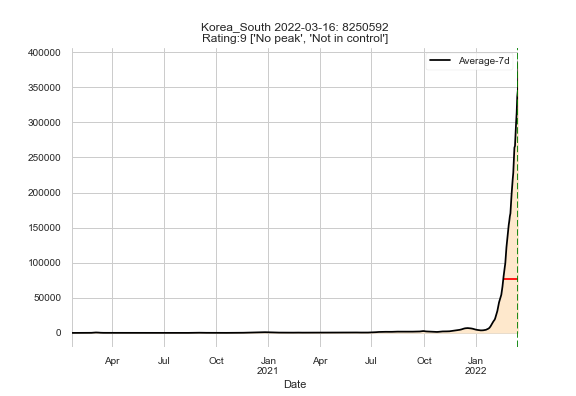 Korea_South 2022-03-16: 8250592
Rating:9 ['No peak', 'Not in control']
Average-7d
400000
350000
300000
250000
200000
150000
100000
50000
0
Apr Jul Oct Jan Apr Jul Oct Jan
2021 2022
Date